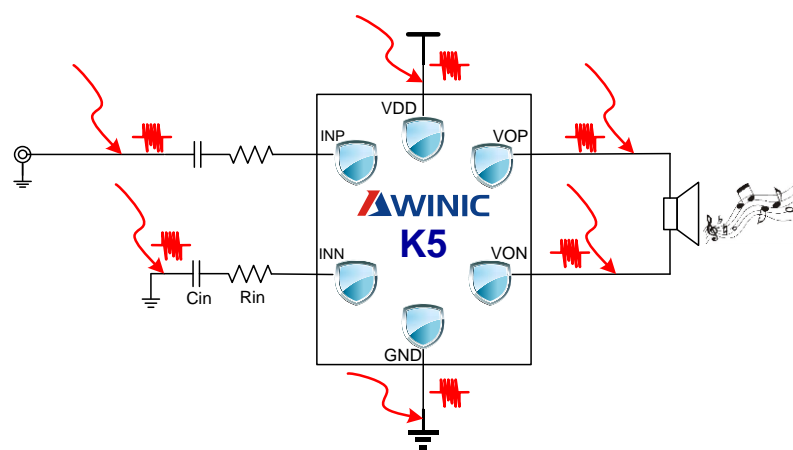 VDD
INP
VOP
AWINIC
K5
INN
VON
Cin
Rin
GND